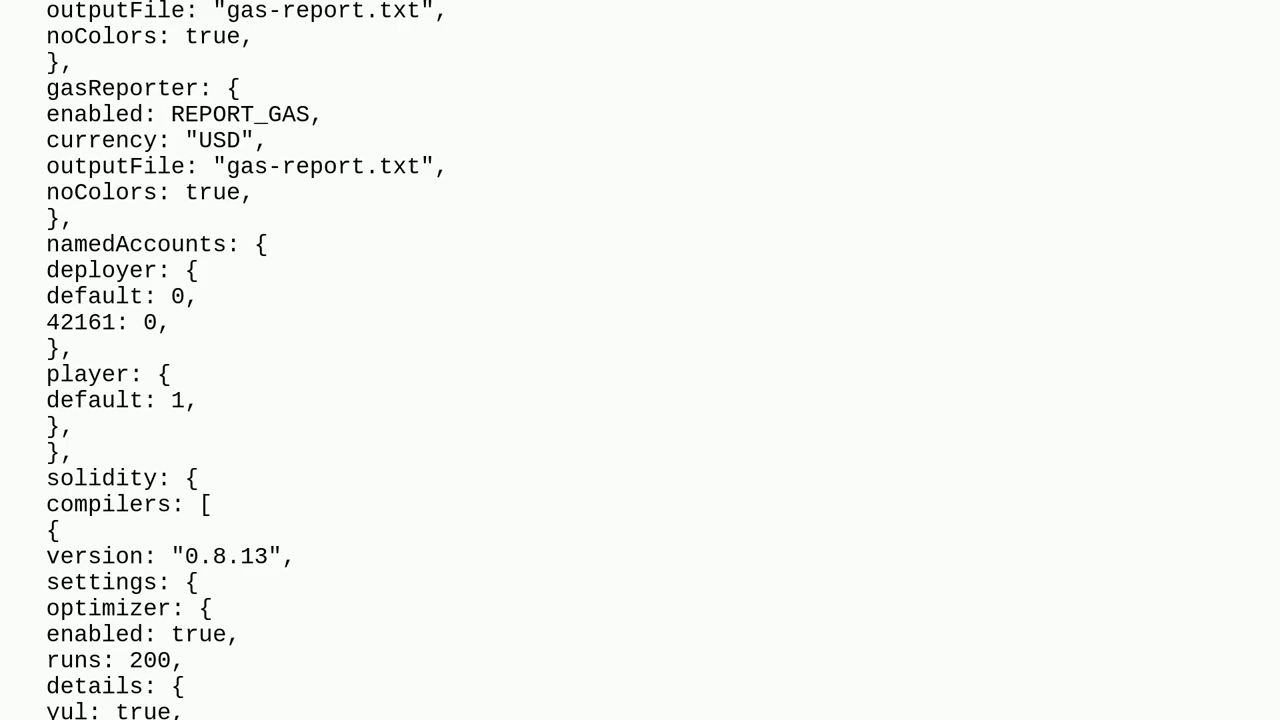 outputFile: "gas-report.txt",
noColors: true,
},
gasReporter: {
enabled: REPORT_GAS,
currency: "USD",
outputFile: "gas-report.txt",
noColors: true,
},
namedAccounts: {
deployer: {
default: 0,
42161: 0,
},
player: {
default: 1,
},
},
solidity: {
compilers: [
{
version: "0.8.13",
settings: {
optimizer: {
enabled: true,
runs: 200,
details: {
yul: true,